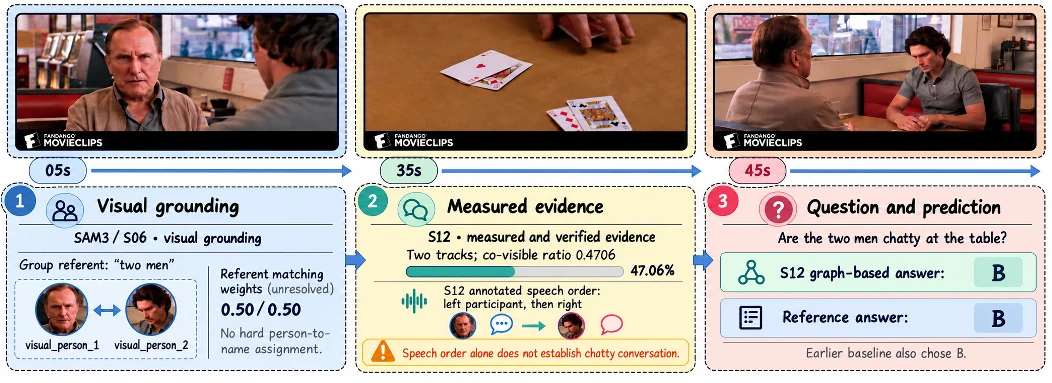 FANDANGO
MOVIECLIPS
FANDANGO
MOVIECLIPS
FANDANGO
MOVIECLIPS
05s
35s
45s
1
Visual grounding
SAM3 / S06 • visual grounding
Group referent: “two men”
visual_person_1
visual_person_2
Referent matching
weights (unresolved)
0.50 / 0.50
No hard person-to-
name assignment.
2
Measured evidence
S12 • measured and verified evidence
Two tracks; co-visible ratio 0.4706
47.06%
S12 annotated speech order:
left participant, then right
Speech order alone does not establish chatty conversation.
3
?
Question and prediction
Are the two men chatty at the table?
S12 graph-based answer: B
Reference answer: B
Earlier baseline also chose B.